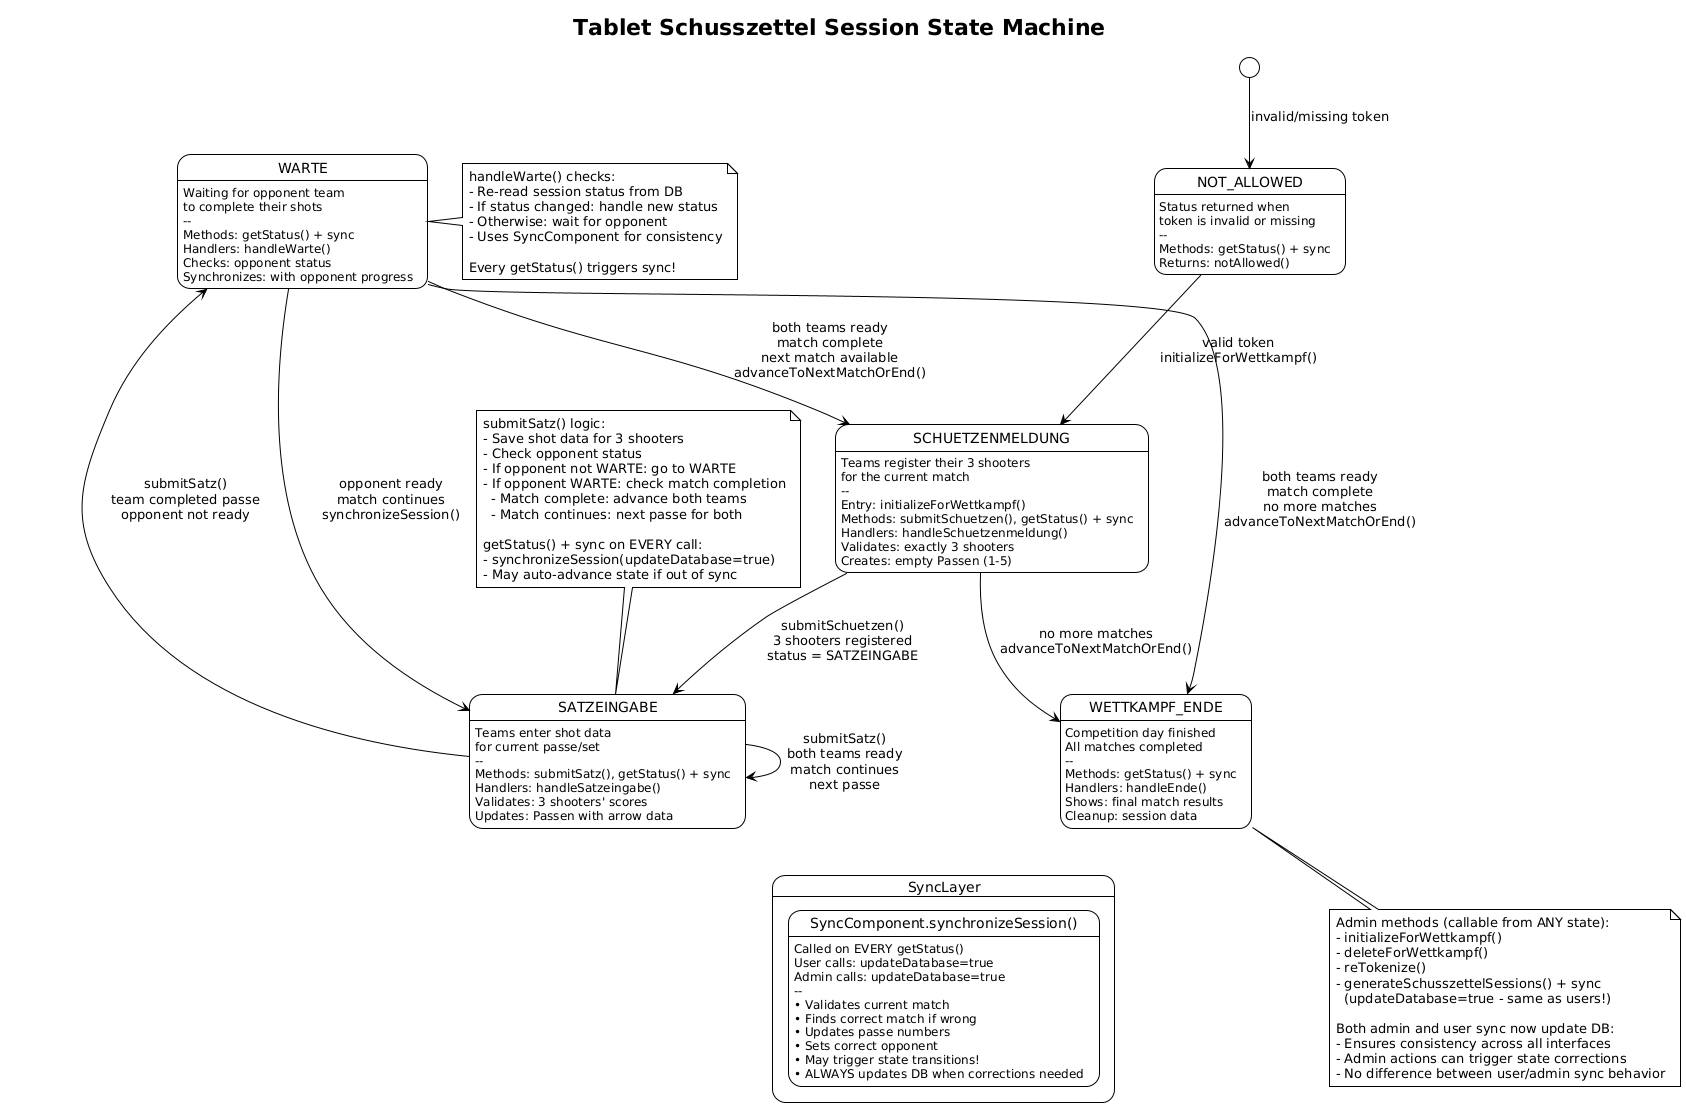 Tablet Schusszettel Session State Machine
invalid/missing token
WARTE
Waiting for opponent team
to complete their shots
--
Methods: getStatus() + sync
Handlers: handleWarte()
Checks: opponent status
Synchronizes: with opponent progress
handleWarte() checks:
- Re-read session status from DB
- If status changed: handle new status
- Otherwise: wait for opponent
- Uses SyncComponent for consistency
Every getStatus() triggers sync!
NOT_ALLOWED
Status returned when
token is invalid or missing
--
Methods: getStatus() + sync
Returns: notAllowed()
both teams ready
match complete
next match available
advanceToNextMatchOrEnd()
valid token
initializeForWettkampf()
submitSatz()
team completed passe
opponent not ready
opponent ready
match continues
synchronizeSession()
submitSatz() logic:
- Save shot data for 3 shooters
- Check opponent status
- If opponent not WARTE: go to WARTE
- If opponent WARTE: check match completion
- Match complete: advance both teams
- Match continues: next passe for both
getStatus() + sync on EVERY call:
- synchronizeSession(updateDatabase=true)
- May auto-advance state if out of sync
SCHUETZENMELDUNG
Teams register their 3 shooters
for the current match
--
Entry: initializeForWettkampf()
Methods: submitSchuetzen(), getStatus() + sync
Handlers: handleSchuetzenmeldung()
Validates: exactly 3 shooters
Creates: empty Passen (1-5)
both teams ready
match complete
no more matches
advanceToNextMatchOrEnd()
submitSchuetzen()
3 shooters registered
status = SATZEINGABE
no more matches
advanceToNextMatchOrEnd()
SATZEINGABE
Teams enter shot data
for current passe/set
--
Methods: submitSatz(), getStatus() + sync
Handlers: handleSatzeingabe()
Validates: 3 shooters' scores
Updates: Passen with arrow data
submitSatz()
both teams ready
match continues
next passe
WETTKAMPF_ENDE
Competition day finished
All matches completed
--
Methods: getStatus() + sync
Handlers: handleEnde()
Shows: final match results
Cleanup: session data
SyncLayer
SyncComponent.synchronizeSession()
Called on EVERY getStatus()
User calls: updateDatabase=true
Admin calls: updateDatabase=true
--
• Validates current match
• Finds correct match if wrong
• Updates passe numbers
• Sets correct opponent
• May trigger state transitions!
• ALWAYS updates DB when corrections needed
Admin methods (callable from ANY state):
- initializeForWettkampf()
- deleteForWettkampf()
- reTokenize()
- generateSchusszettelSessions() + sync
(updateDatabase=true - same as users!)
Both admin and user sync now update DB:
- Ensures consistency across all interfaces
- Admin actions can trigger state corrections
- No difference between user/admin sync behavior